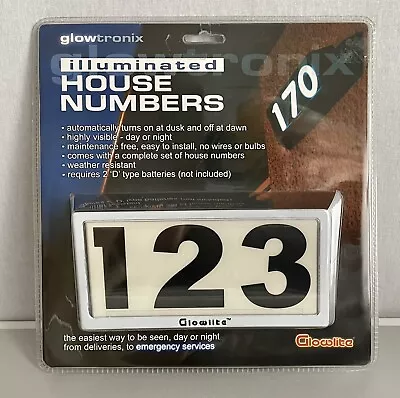 glowtronix
glowtronix
illuminated
HOUSE
NUMBERS
170
• automatically turns on at dusk and off at dawn
• highly visible - day or night
• maintenance free, easy to install, no wires or bulbs
• comes with a complete set of house numbers
• weather resistant
• requires 2 'D' type batteries (not included)
123
Glowlite™
the easiest way to be seen, day or night
from deliveries, to emergency services
Glowlite